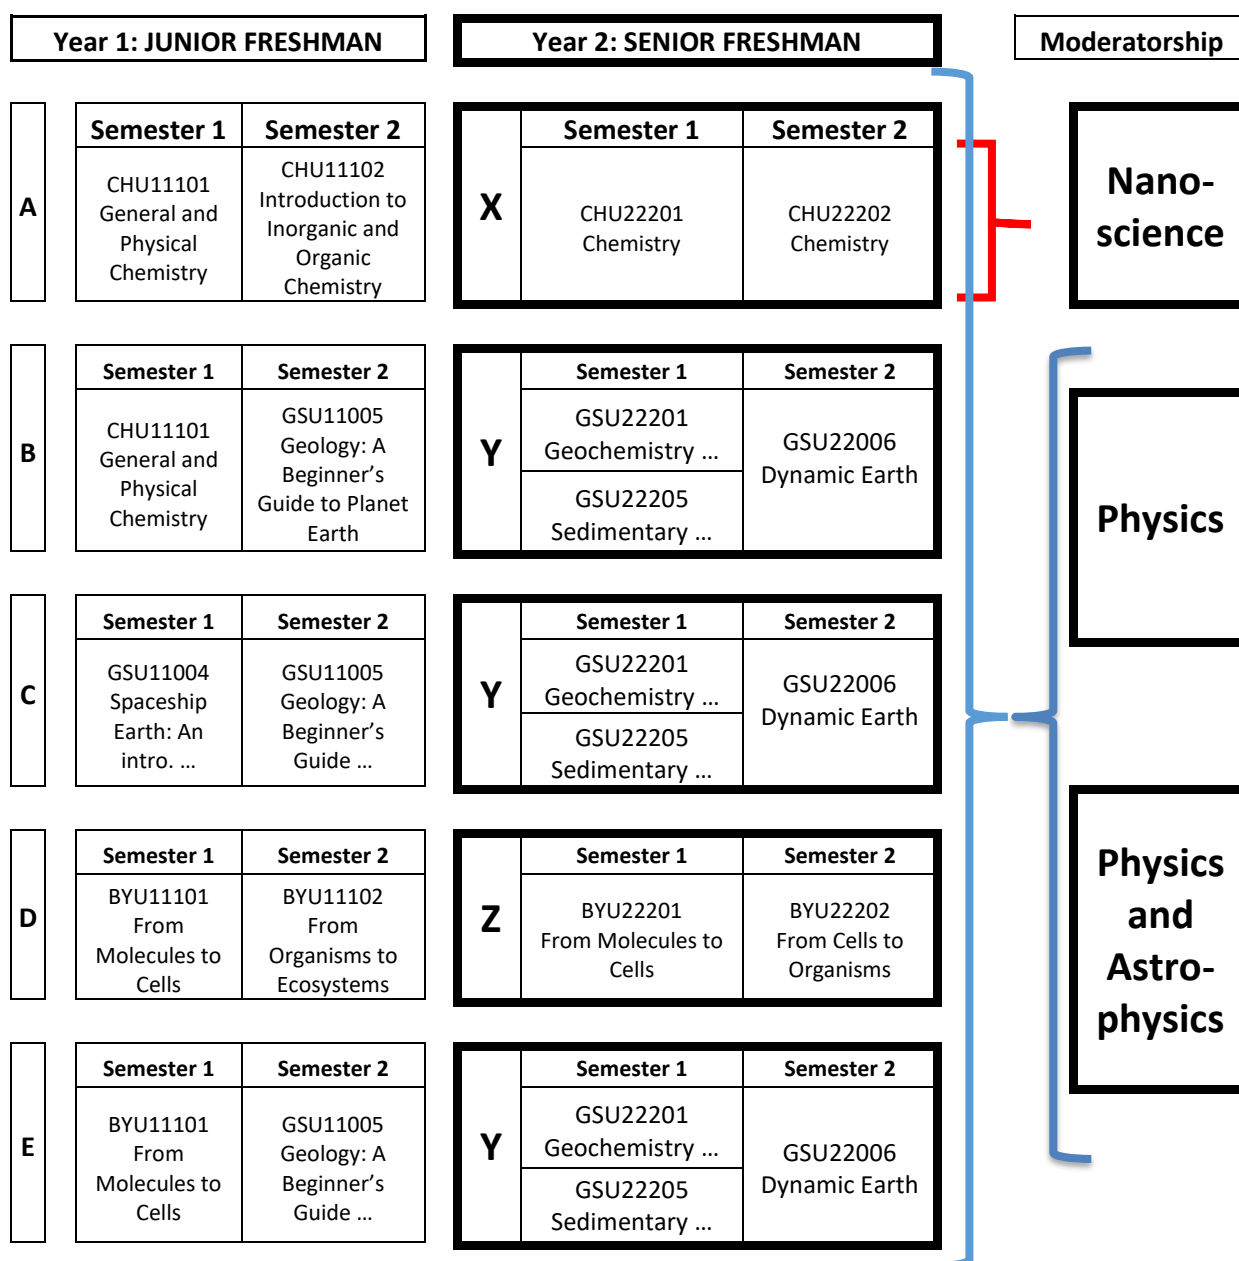 Year 1: JUNIOR FRESHMAN
Year 2: SENIOR FRESHMAN
Moderatorship
A
Semester 1
Semester 2
CHU11101
General and
Physical
Chemistry
CHU11102
Introduction to
Inorganic and
Organic
Chemistry
X
Semester 1
Semester 2
CHU22201
Chemistry
CHU22202
Chemistry
Nano-
science
B
Semester 1
Semester 2
CHU11101
General and
Physical
Chemistry
GSU11005
Geology: A
Beginner’s
Guide to Planet
Earth
Y
Semester 1
Semester 2
GSU22201
Geochemistry ...
GSU22205
Sedimentary ...
GSU22006
Dynamic Earth
Physics
C
Semester 1
Semester 2
GSU11004
Spaceship
Earth: An
intro. ...
GSU11005
Geology: A
Beginner’s
Guide ...
Y
Semester 1
Semester 2
GSU22201
Geochemistry ...
GSU22205
Sedimentary ...
GSU22006
Dynamic Earth
D
Semester 1
Semester 2
BYU11101
From
Molecules to
Cells
BYU11102
From
Organisms to
Ecosystems
Z
Semester 1
Semester 2
BYU22201
From Molecules to
Cells
BYU22202
From Cells to
Organisms
Physics
and
Astro-
physics
E
Semester 1
Semester 2
BYU11101
From
Molecules to
Cells
GSU11005
Geology: A
Beginner’s
Guide ...
Y
Semester 1
Semester 2
GSU22201
Geochemistry ...
GSU22205
Sedimentary ...
GSU22006
Dynamic Earth